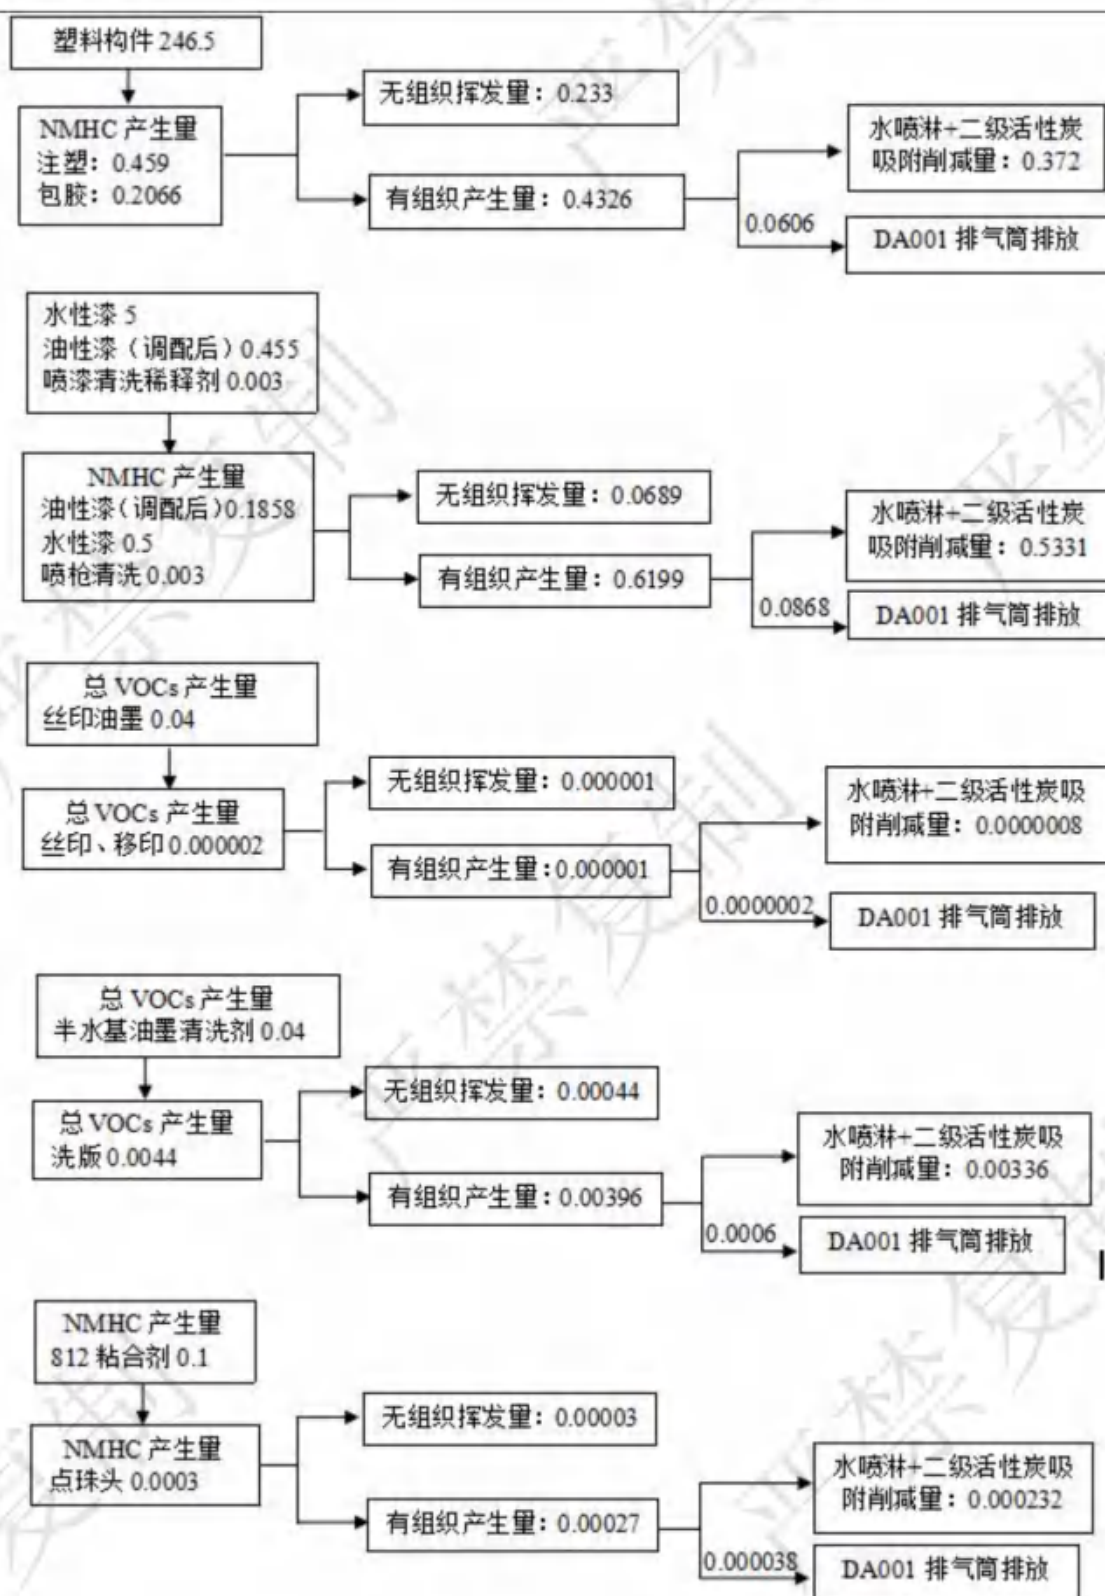 塑料构件 246.5
NMHC 产生量
注塑：0.459
包胶：0.2066
无组织挥发量：0.233
有组织产生量：0.4326
水喷淋+二级活性炭
吸附削减量：0.372
0.0606
DA001 排气筒排放
水性漆 5
油性漆（调配后）0.455
喷漆清洗稀释剂 0.003
NMHC 产生量
油性漆（调配后）0.1858
水性漆 0.5
喷枪清洗 0.003
无组织挥发量：0.0689
有组织产生量：0.6199
水喷淋+二级活性炭
吸附削减量：0.5331
0.0868
DA001 排气筒排放
总 VOCs 产生量
丝印油墨 0.04
总 VOCs 产生量
丝印、移印 0.000002
无组织挥发量：0.000001
有组织产生量：0.000001
水喷淋+二级活性炭吸
附削减量：0.0000008
0.0000002
DA001 排气筒排放
总 VOCs 产生量
半水基油墨清洗剂 0.04
总 VOCs 产生量
洗版 0.0044
无组织挥发量：0.00044
有组织产生量：0.00396
水喷淋+二级活性炭吸
附削减量：0.00336
0.0006
DA001 排气筒排放
NMHC 产生量
812 粘合剂 0.1
NMHC 产生量
点珠头 0.0003
无组织挥发量：0.00003
有组织产生量：0.00027
水喷淋+二级活性炭吸
附削减量：0.000232
0.000038
DA001 排气筒排放
严禁复制